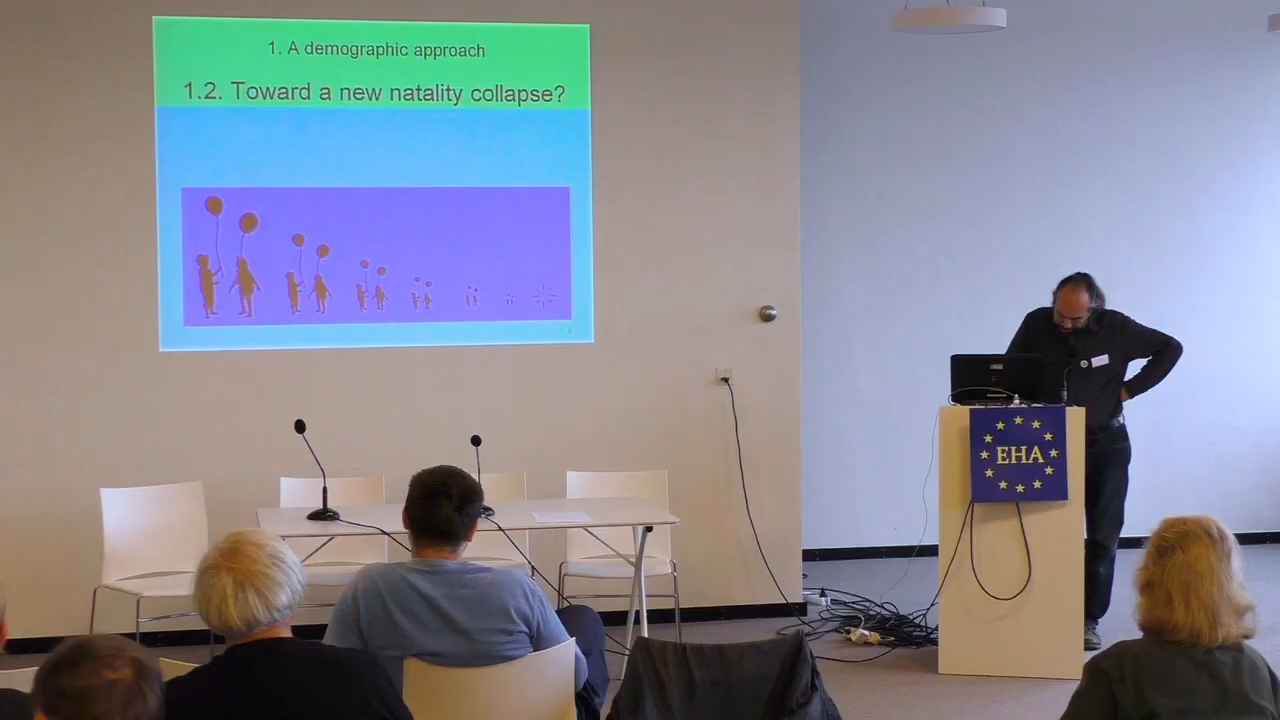 1. A demographic approach
1.2. Toward a new natality collapse?
EHA